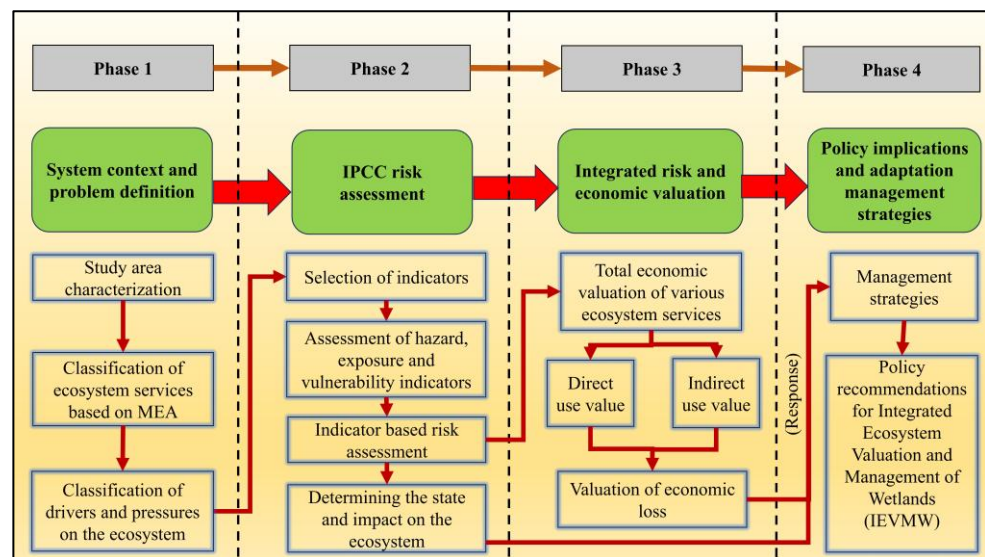 Phase 1
Phase 2
Phase 3
Phase 4
System context and
problem definition
IPCC risk
assessment
Integrated risk and
economic valuation
Policy implications
and adaptation
management
strategies
Study area
characterization
Classification of
ecosystem services
based on MEA
Classification of
drivers and pressures
on the ecosystem
Selection of indicators
Assessment of hazard,
exposure and
vulnerability indicators
Indicator based risk
assessment
Determining the state
and impact on the
ecosystem
Total economic
valuation of various
ecosystem services
Direct
use value
Indirect
use value
Valuation of economic
loss
(Response)
Management
strategies
Policy
recommendations
for Integrated
Ecosystem
Valuation and
Management of
Wetlands
(IEVMW)